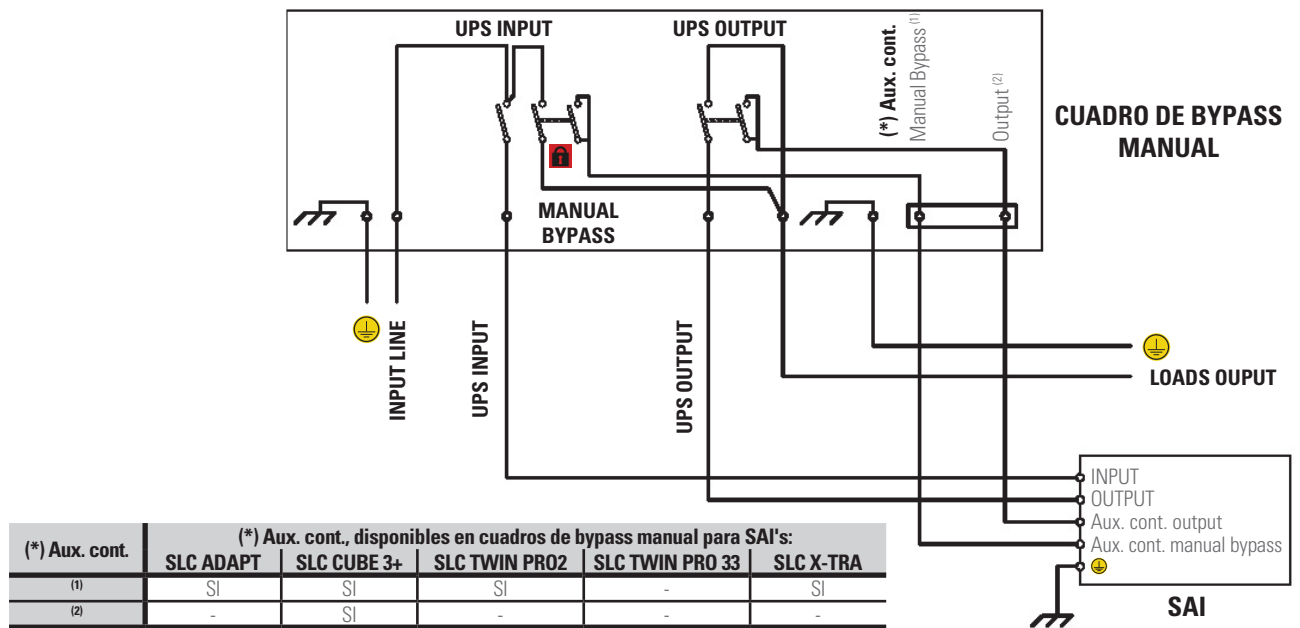 UPS INPUT
UPS OUTPUT
(*) Aux. cont.
Manual Bypass (1)
Output (2)
CUADRO DE BYPASS
MANUAL
MANUAL
BYPASS
INPUT LINE
UPS INPUT
UPS OUTPUT
LOADS OUPUT
INPUT
OUTPUT
Aux. cont. output
Aux. cont. manual bypass
SAI
(*) Aux. cont.
(*) Aux. cont., disponibles en cuadros de bypass manual para SAI's:
SLC ADAPT SLC CUBE 3+ SLC TWIN PRO2 SLC TWIN PRO 33 SLC X-TRA
(1) SI SI SI - SI
(2) - SI - - -